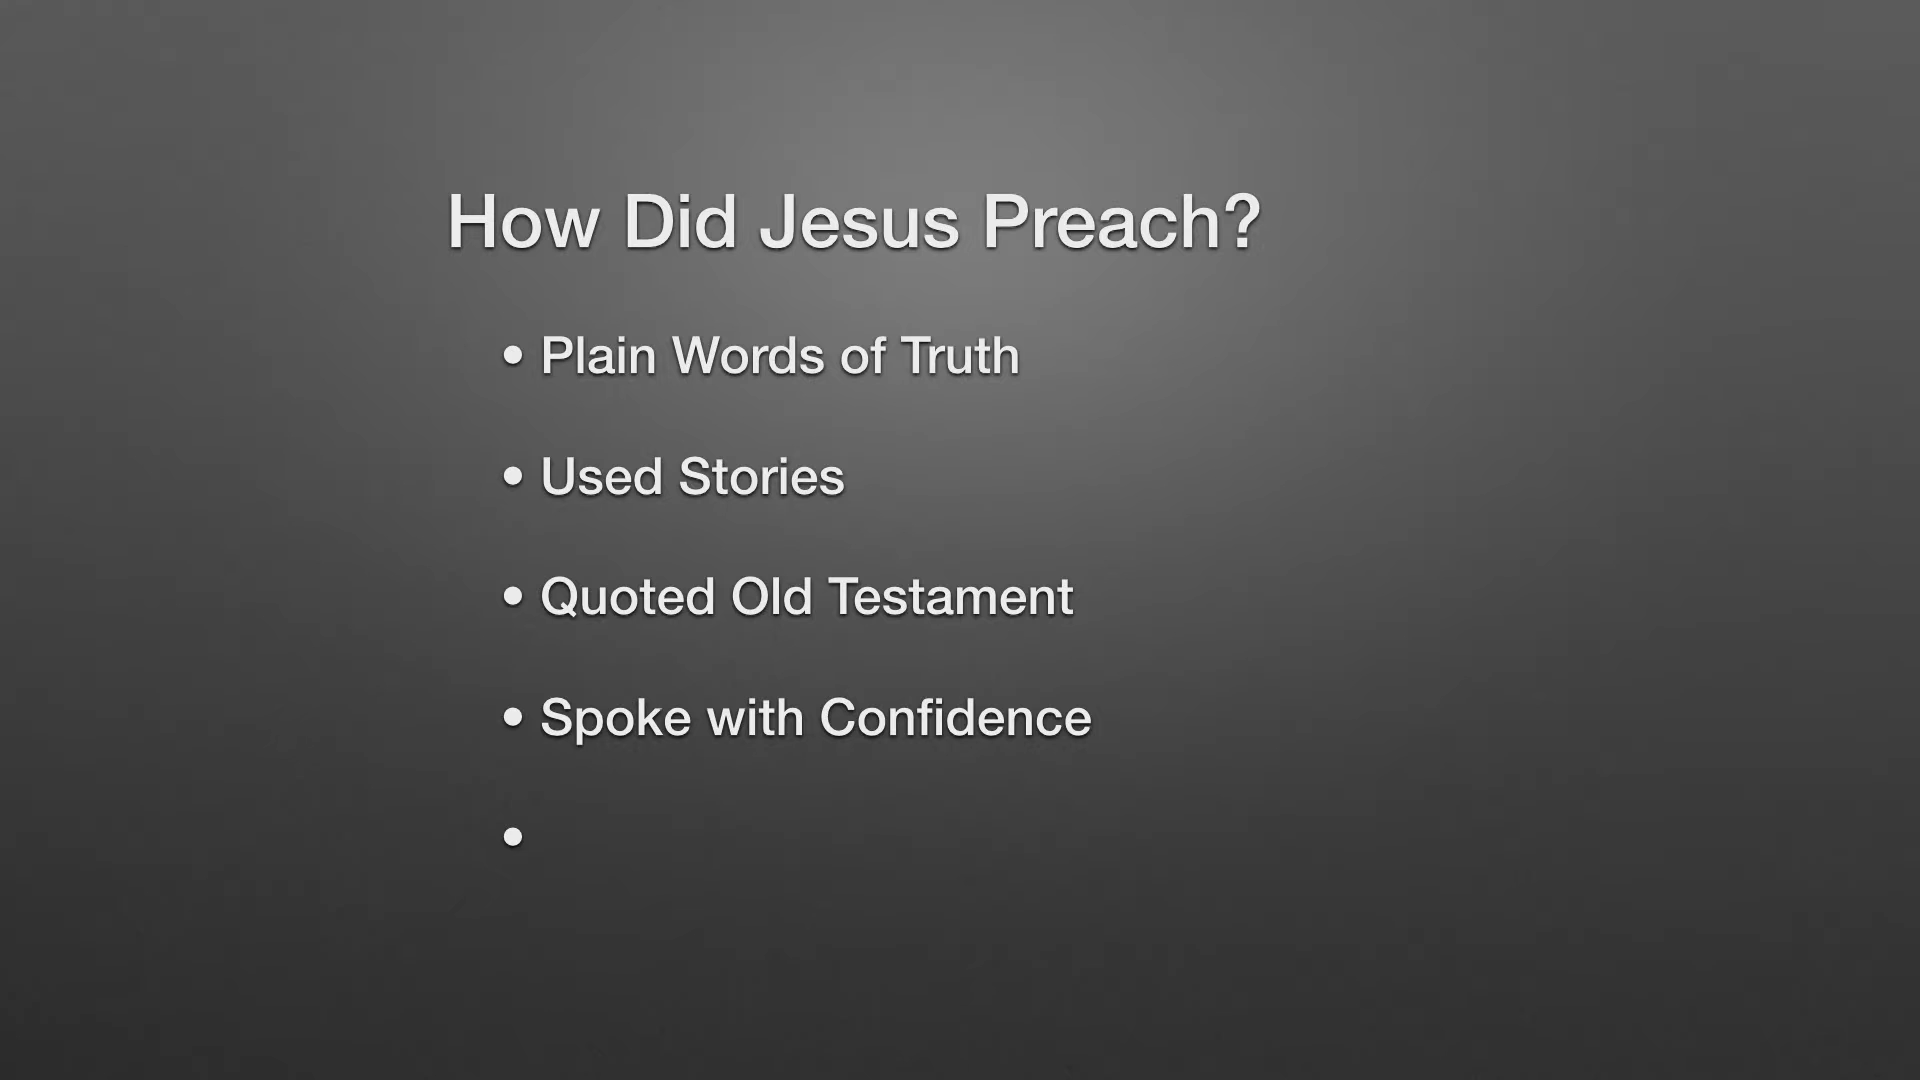 How Did Jesus Preach?
• Plain Words of Truth
• Used Stories
• Quoted Old Testament
• Spoke with Confidence
•